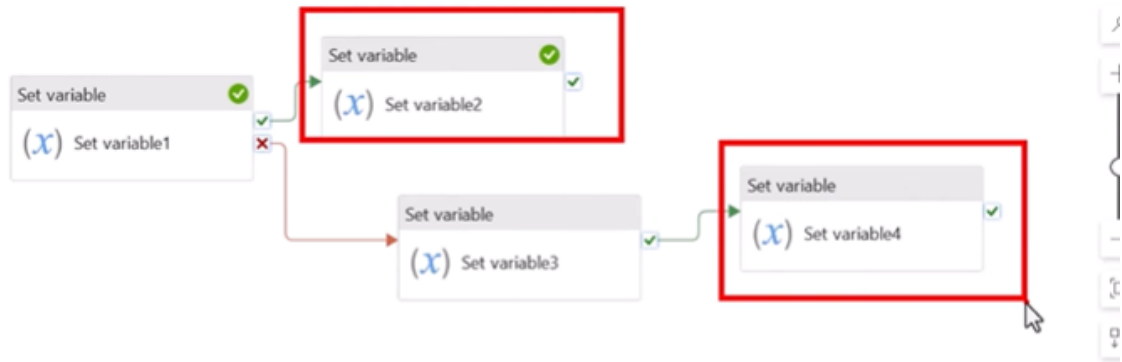 Set variable
(x) Set variable1
Set variable
(x) Set variable2
Set variable
(x) Set variable3
Set variable
(x) Set variable4